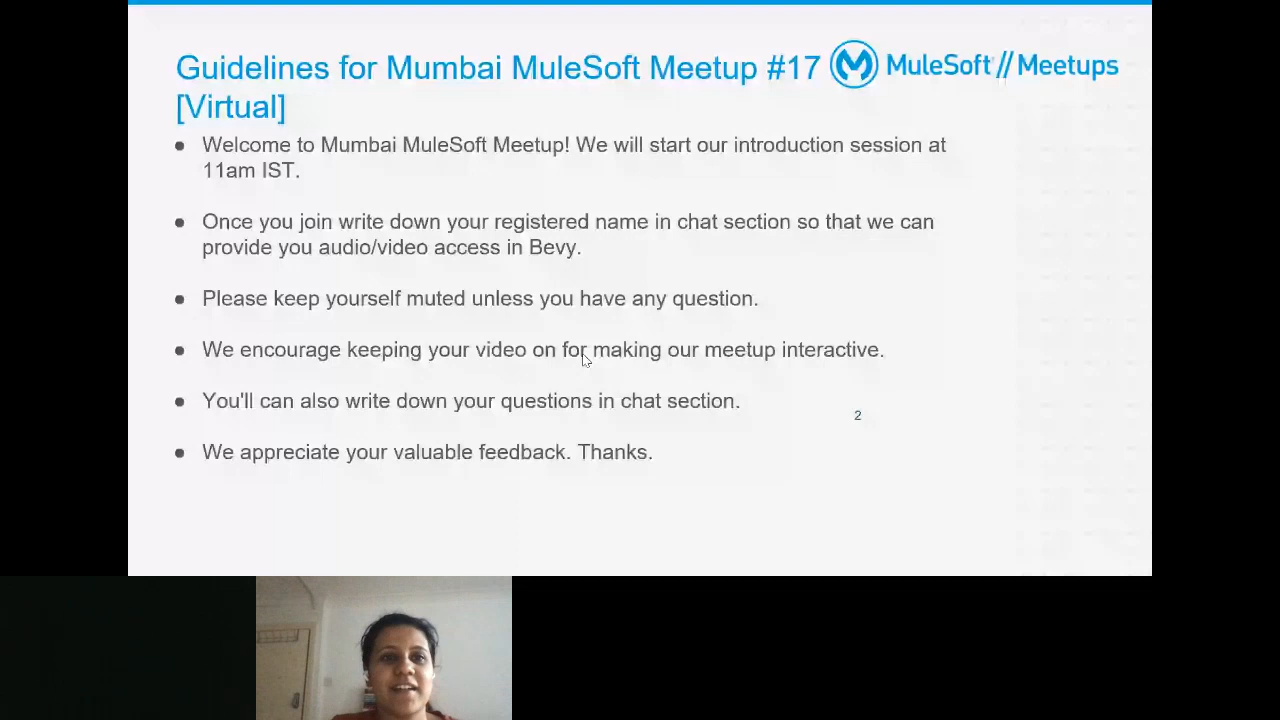 Guidelines for Mumbai MuleSoft Meetup #17
[Virtual]
MuleSoft // Meetups
● Welcome to Mumbai MuleSoft Meetup! We will start our introduction session at
11am IST.
● Once you join write down your registered name in chat section so that we can
provide you audio/video access in Bevy.
● Please keep yourself muted unless you have any question.
● We encourage keeping your video on for making our meetup interactive.
● You'll can also write down your questions in chat section.
2
● We appreciate your valuable feedback. Thanks.